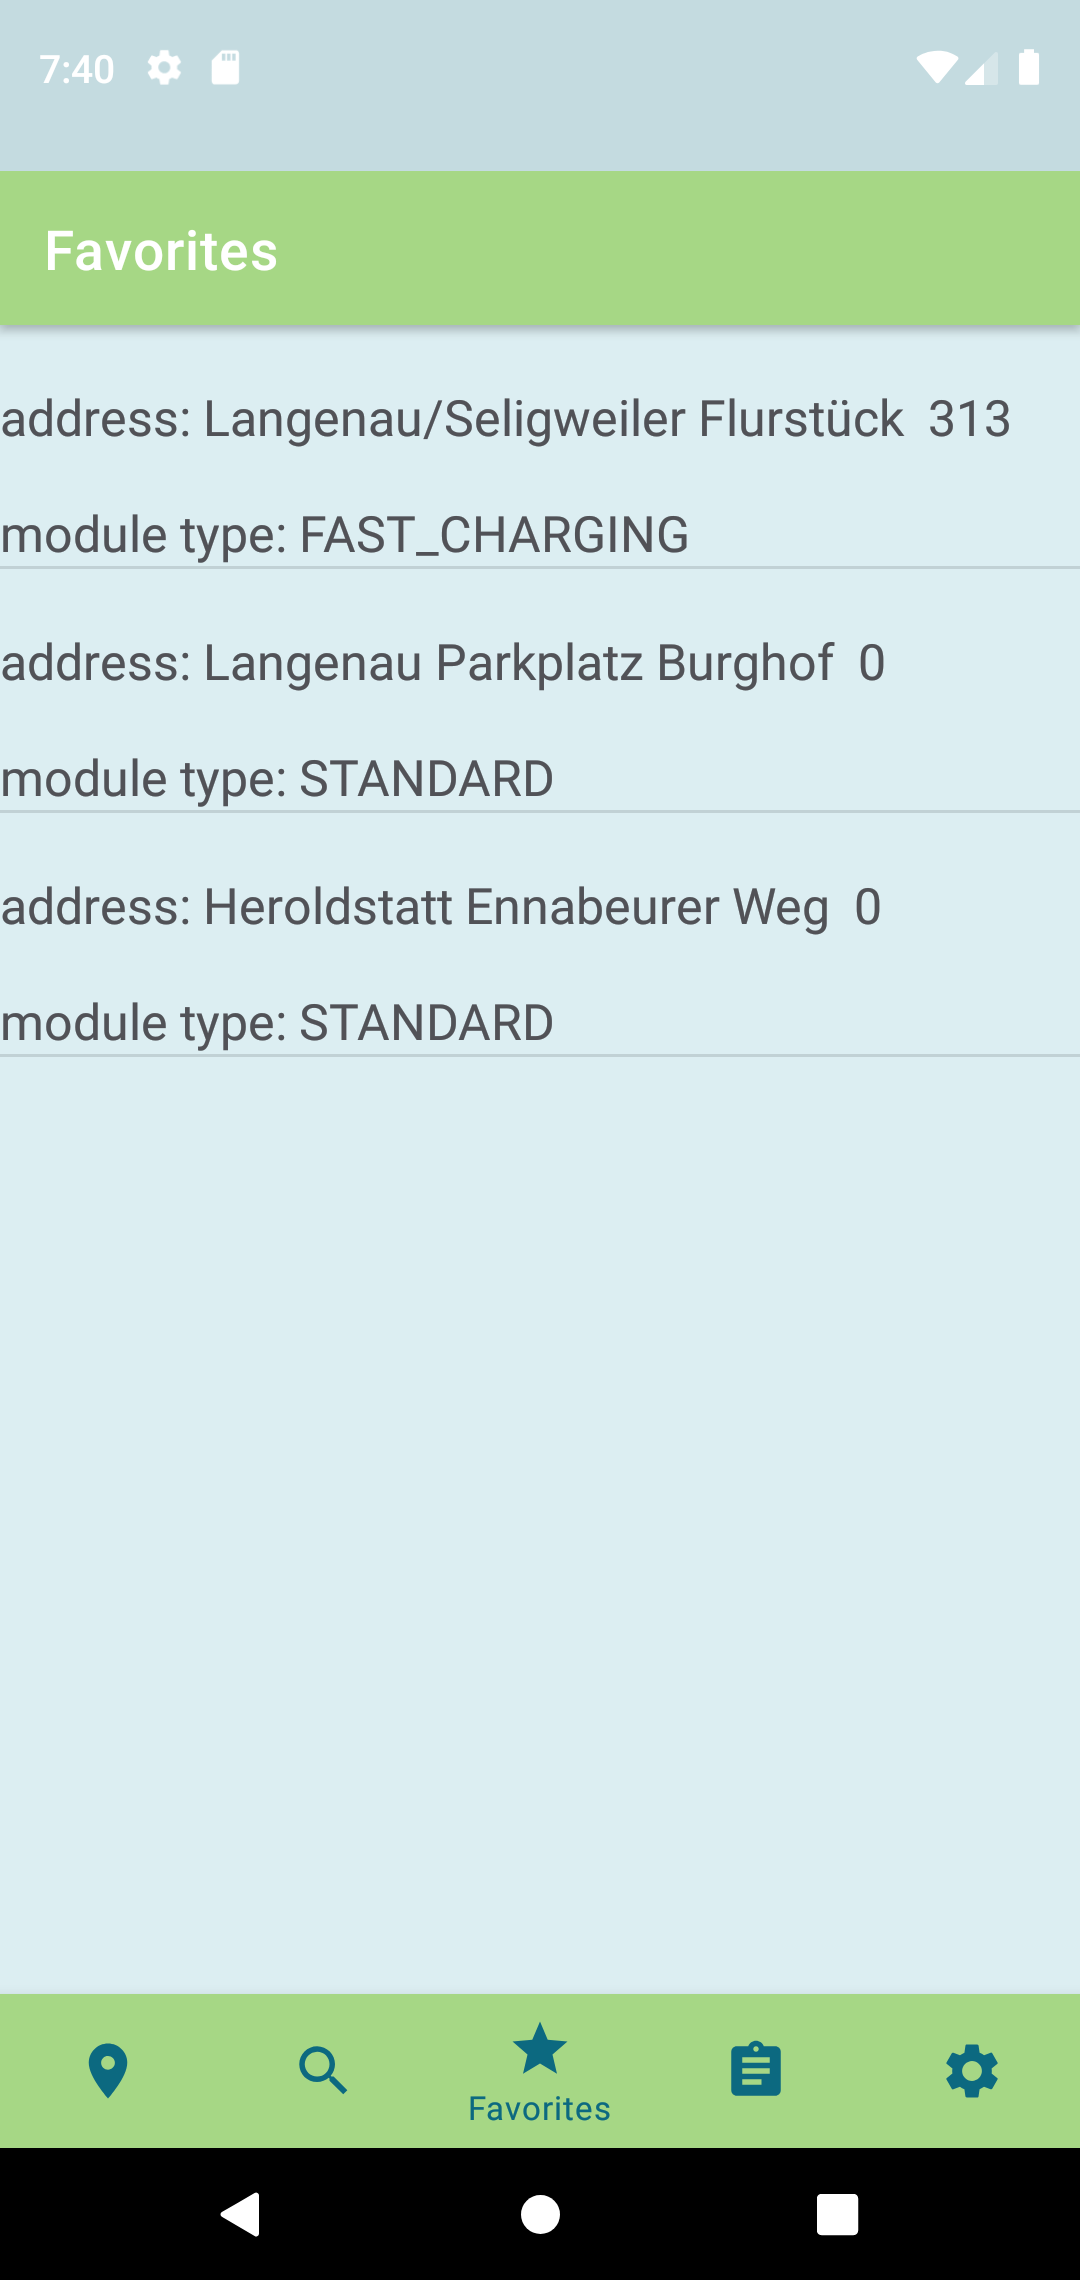 7:40
Favorites
address: Langenau/Seligweiler Flurstück  313
module type: FAST_CHARGING
address: Langenau Parkplatz Burghof  0
module type: STANDARD
address: Heroldstatt Ennabeurer Weg  0
module type: STANDARD
Favorites